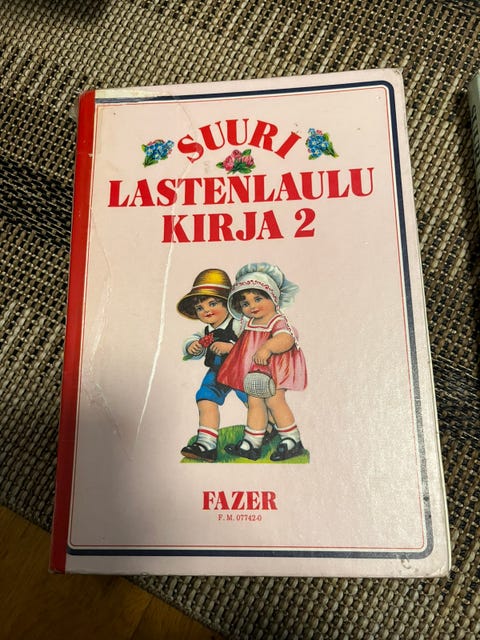 SUURI
LASTENLAULU
KIRJA 2
FAZER
F. M. 07742-0